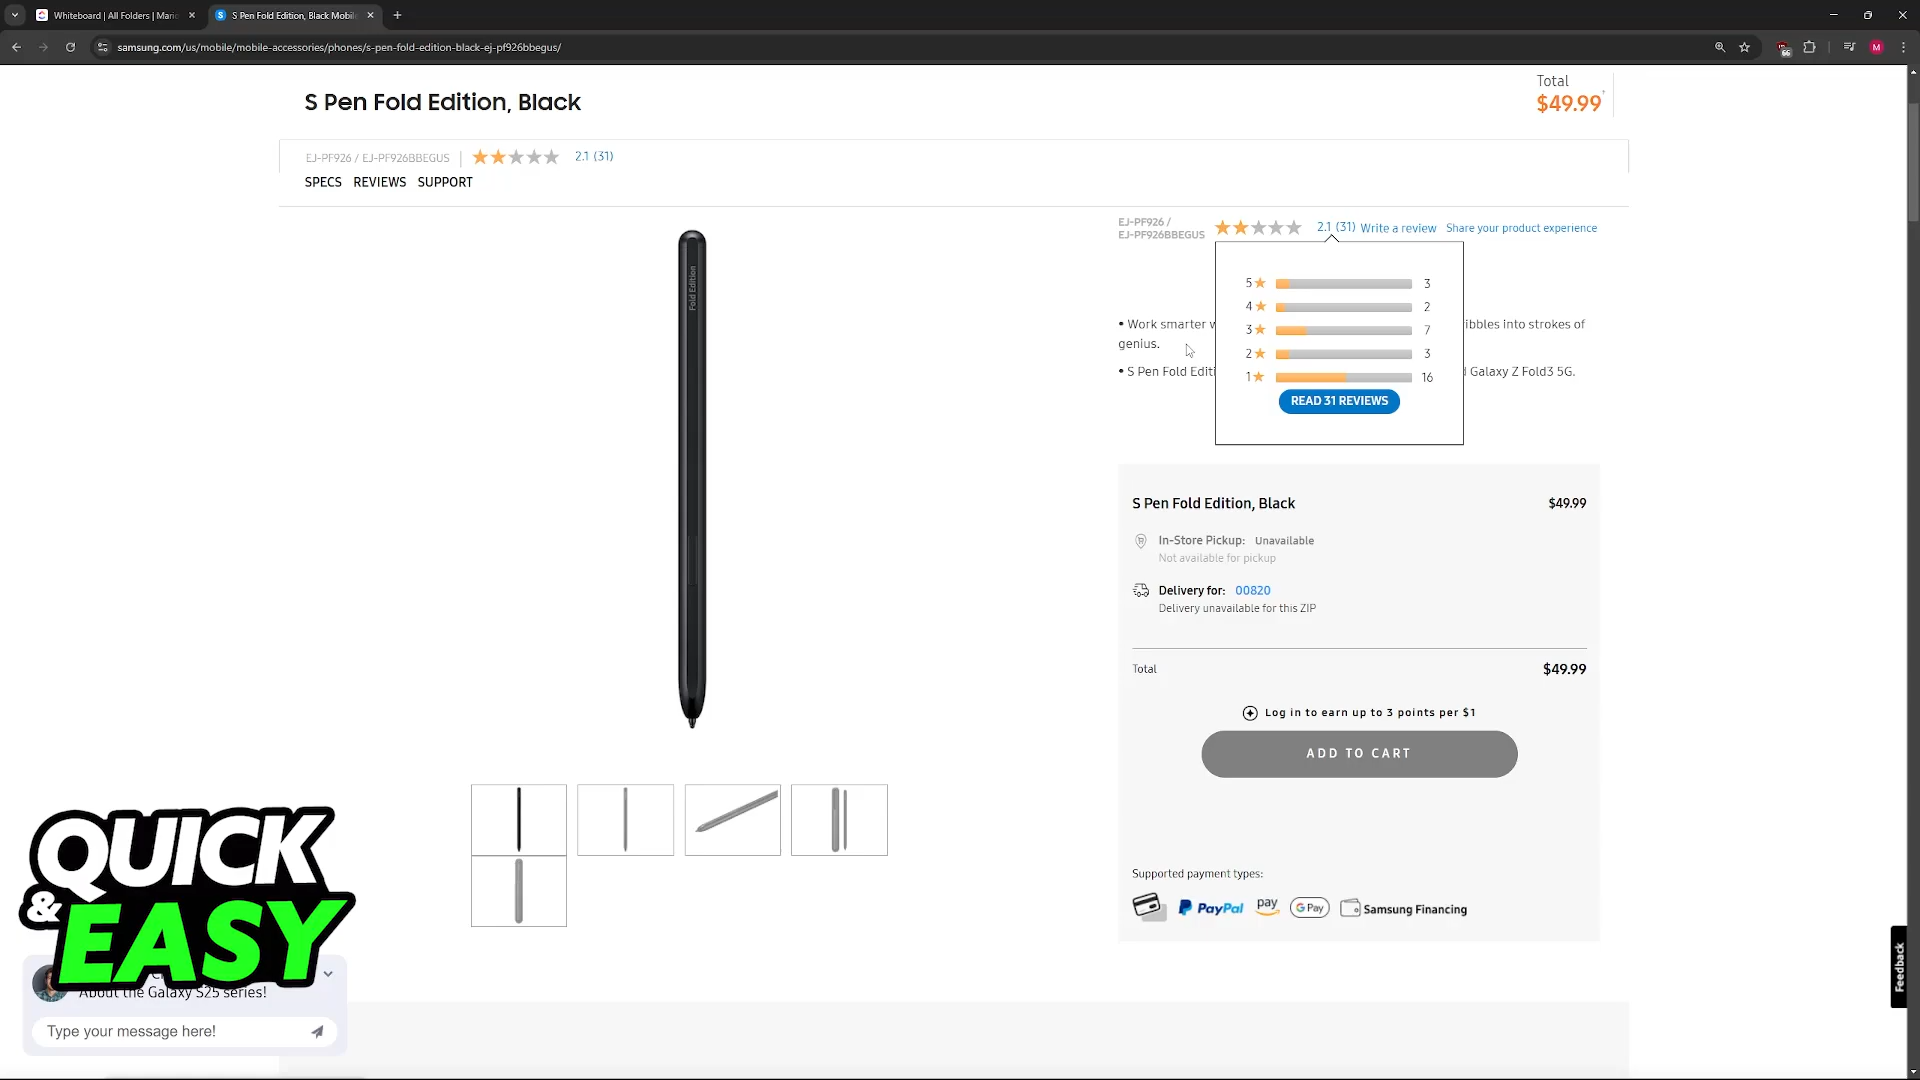 Whiteboard | All Folders | Mario
S Pen Fold Edition, Black Mobile
samsung.com/us/mobile/mobile-accessories/phones/s-pen-fold-edition-black-ej-pf926bbegus/
66
M
S Pen Fold Edition, Black
Total
$49.99
EJ-PF926 / EJ-PF926BBEGUS
2.1 (31)
SPECS REVIEWS SUPPORT
Fold Edition
EJ-PF926 /
EJ-PF926BBEGUS
2.1 (31) Write a review Share your product experience
5★ 3
4★ 2
3★ 7
2★ 3
1★ 16
READ 31 REVIEWS
• Work smarter
ibbles into strokes of
genius.
• S Pen Fold Editi
Galaxy Z Fold3 5G.
S Pen Fold Edition, Black $49.99
In-Store Pickup: Unavailable
Not available for pickup
Delivery for: 00820
Delivery unavailable for this ZIP
Total $49.99
Log in to earn up to 3 points per $1
ADD TO CART
Supported payment types:
PayPal pay G Pay Samsung Financing
QUICK
& EASY
About the Galaxy S25 series!
Type your message here!
Feedback